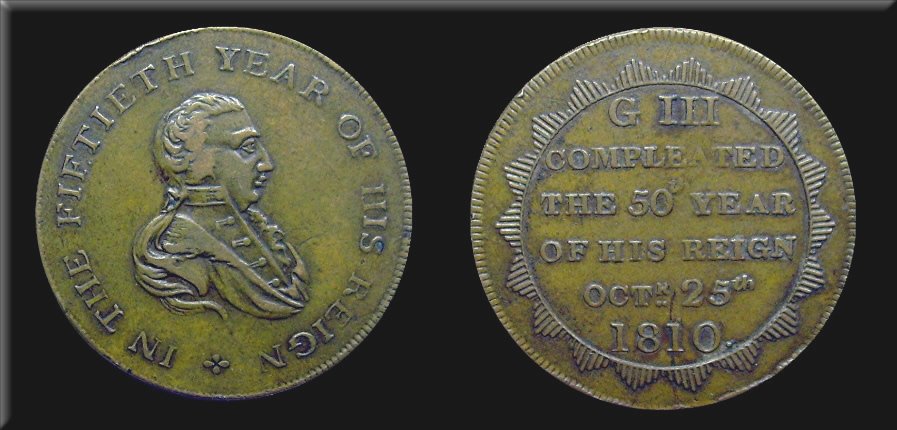 IN THE FIFTIETH YEAR OF HIS REIGN
G III
COMPLEATED
THE 50th YEAR
OF HIS REIGN
OCTR 25th
1810.